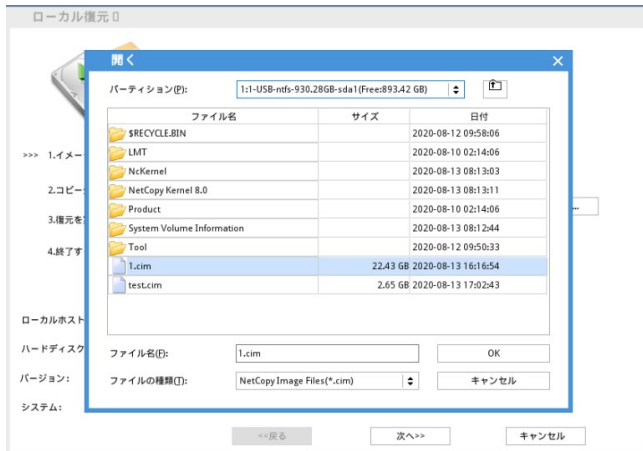 ローカル復元
開く
パーティション(P):
1:1-USB-ntfs-930.28GB-sda1(Free:893.42 GB)
ファイル名 サイズ 日付
$RECYCLE.BIN 2020-08-12 09:58:06
LMT 2020-08-10 02:14:06
NcKernel 2020-08-13 08:13:03
NetCopy Kernel 8.0 2020-08-13 08:13:11
Product 2020-08-10 02:14:06
System Volume Information 2020-08-13 08:12:44
Tool 2020-08-12 09:50:33
1.cim 22.43 GB 2020-08-13 16:16:54
test.cim 2.65 GB 2020-08-13 17:02:43
ファイル名(F): 1.cim OK
ファイルの種類(T): NetCopy Image Files(*.cim) キャンセル
>>> 1.イメー
2.コピー
3.復元を
4.終了す
...
ローカルホスト
ハードディスク
バージョン:
システム:
<<戻る 次へ>> キャンセル